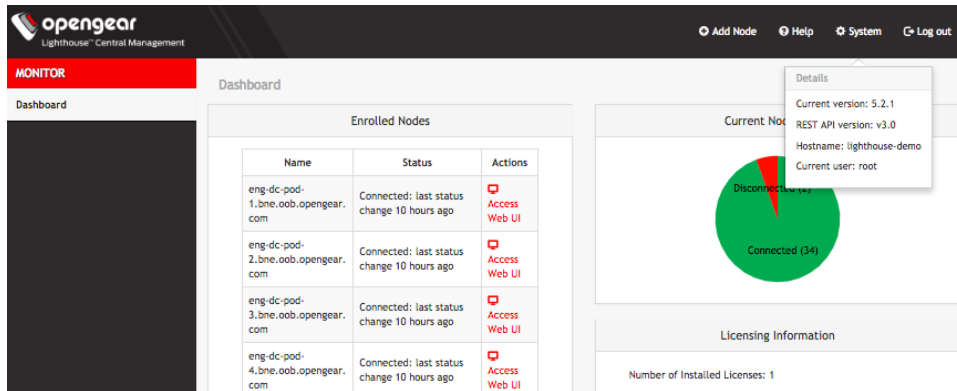 opengear
Lighthouse™ Central Management
Add Node
Help
System
Log out
MONITOR
Dashboard
Dashboard
Details
Current version: 5.2.1
REST API version: v3.0
Hostname: lighthouse-demo
Current user: root
Enrolled Nodes
Name
Status
Actions
eng-dc-pod-
1.bne.oob.opengear.
com
Connected: last status
change 10 hours ago
Access
Web UI
eng-dc-pod-
2.bne.oob.opengear.
com
Connected: last status
change 10 hours ago
Access
Web UI
eng-dc-pod-
3.bne.oob.opengear.
com
Connected: last status
change 10 hours ago
Access
Web UI
eng-dc-pod-
4.bne.oob.opengear.
com
Connected: last status
change 10 hours ago
Access
Web UI
Current
Disconnected (2)
Connected (34)
Licensing Information
Number of Installed Licenses: 1